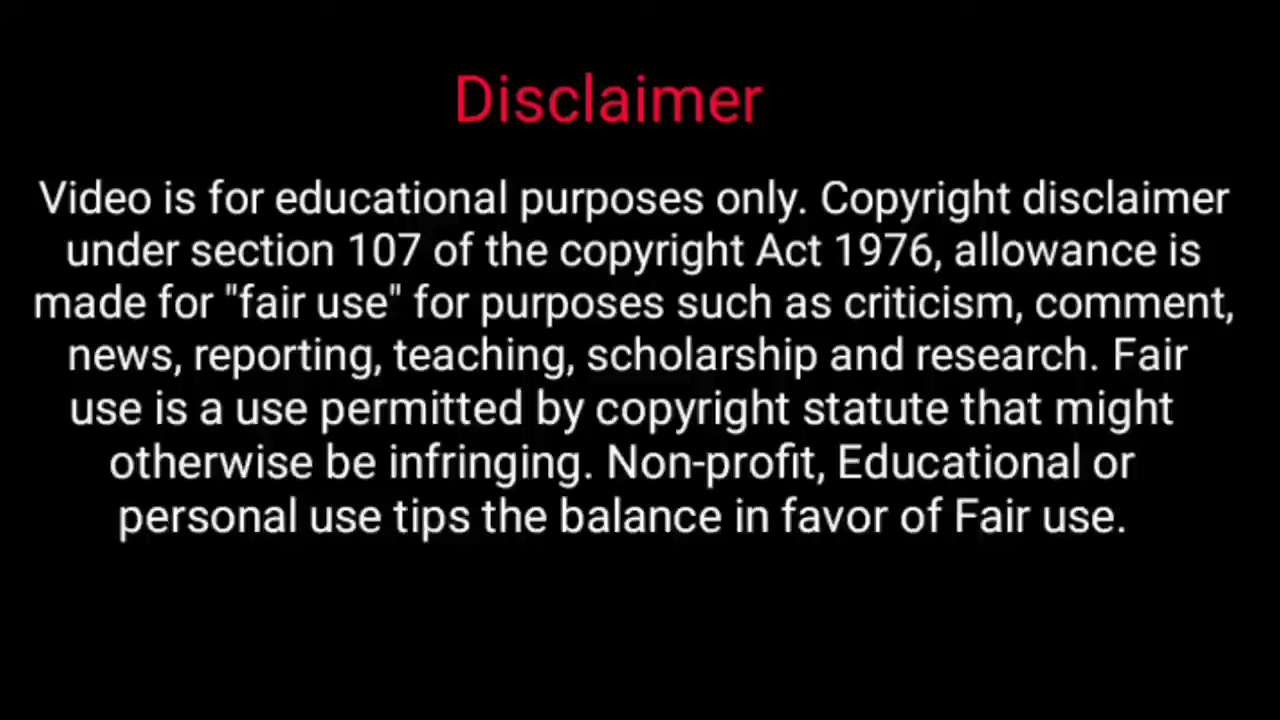 Disclaimer
Video is for educational purposes only. Copyright disclaimer
under section 107 of the copyright Act 1976, allowance is
made for "fair use" for purposes such as criticism, comment,
news, reporting, teaching, scholarship and research. Fair
use is a use permitted by copyright statute that might
otherwise be infringing. Non-profit, Educational or
personal use tips the balance in favor of Fair use.